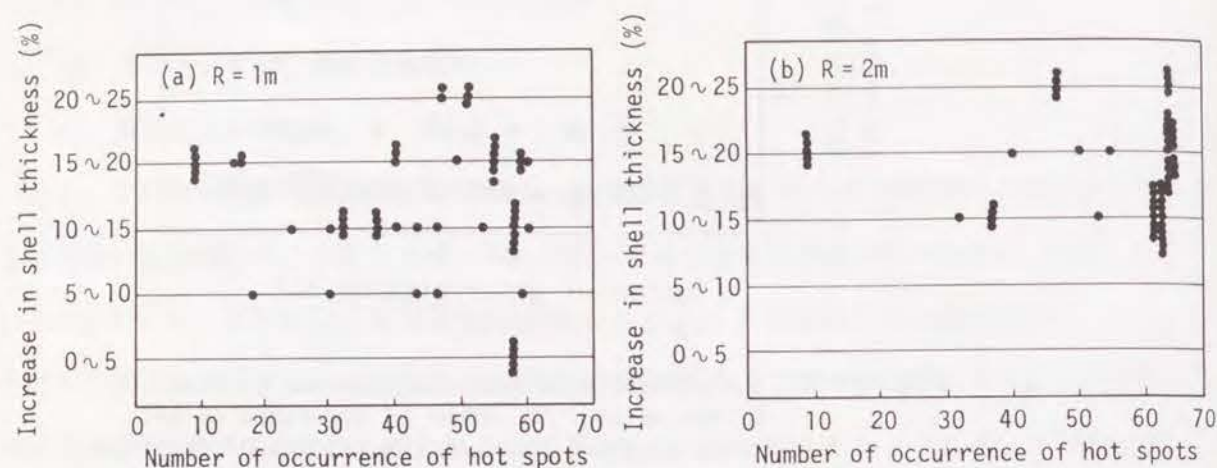 Increase in shell thickness (%)
(a) R = 1m
20~25
15~20
10~15
5~10
0~5
0 10 20 30 40 50 60 70
Number of occurrence of hot spots
Increase in shell thickness (%)
(b) R = 2m
20~25
15~20
10~15
5~10
0~5
0 10 20 30 40 50 60 70
Number of occurrence of hot spots